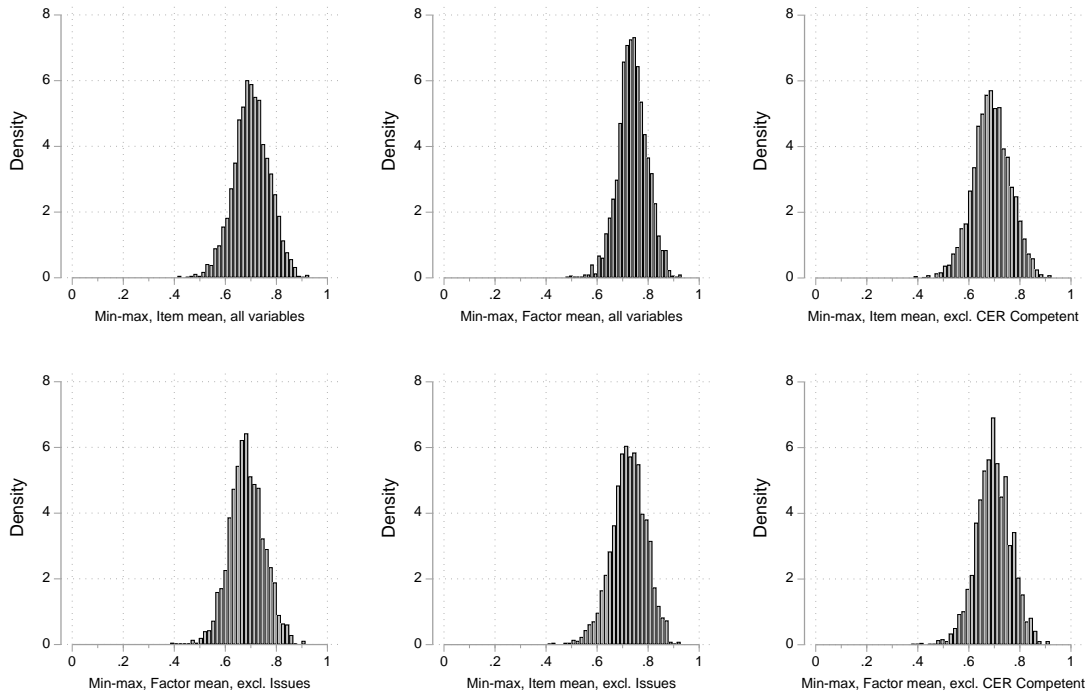 8
6
4
2
0
Density
0 .2 .4 .6 .8 1
Min-max, Item mean, all variables
8
6
4
2
0
Density
0 .2 .4 .6 .8 1
Min-max, Factor mean, all variables
8
6
4
2
0
Density
0 .2 .4 .6 .8 1
Min-max, Item mean, excl. CER Competent
8
6
4
2
0
Density
0 .2 .4 .6 .8 1
Min-max, Factor mean, excl. Issues
8
6
4
2
0
Density
0 .2 .4 .6 .8 1
Min-max, Item mean, excl. Issues
8
6
4
2
0
Density
0 .2 .4 .6 .8 1
Min-max, Factor mean, excl. CER Competent